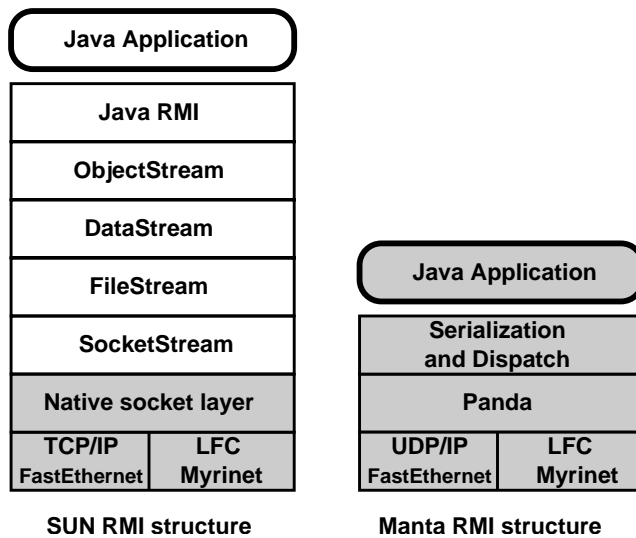 Java Application
Java RMI
ObjectStream
DataStream
FileStream
SocketStream
Native socket layer
TCP/IP
FastEthernet
LFC
Myrinet
SUN RMI structure
Java Application
Serialization
and Dispatch
Panda
UDP/IP
FastEthernet
LFC
Myrinet
Manta RMI structure